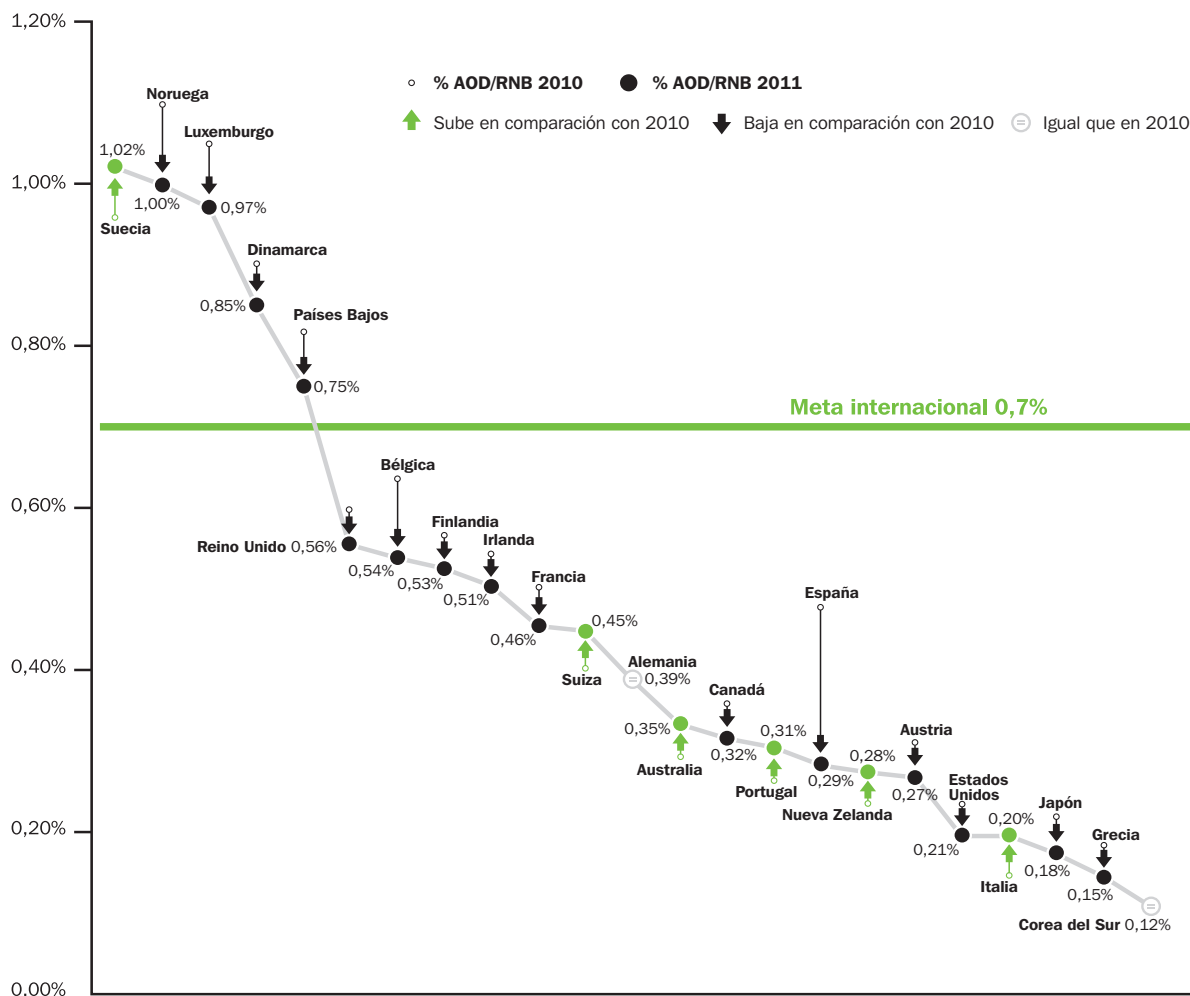 1,20%
% AOD/RNB 2010
% AOD/RNB 2011
Sube en comparación con 2010
Baja en comparación con 2010
= Igual que en 2010
Noruega
Luxemburgo
1,02%
1,00%
1,00%
0,97%
Suecia
Dinamarca
0,85%
Países Bajos
0,80%
0,75%
Meta internacional 0,7%
0,60%
Bélgica
Finlandia
Irlanda
Reino Unido 0,56%
0,54%
0,53%
0,51%
Francia
0,46%
0,45%
España
0,40%
Suiza
Alemania
= 0,39%
0,35%
Australia
Canadá
0,32%
0,31%
Portugal
0,29%
0,28%
Nueva Zelanda
Austria
0,27%
Estados
Unidos
0,20%
0,21%
0,20%
Italia
Japón
0,18%
Grecia
0,15%
=
Corea del Sur 0,12%
0.00%